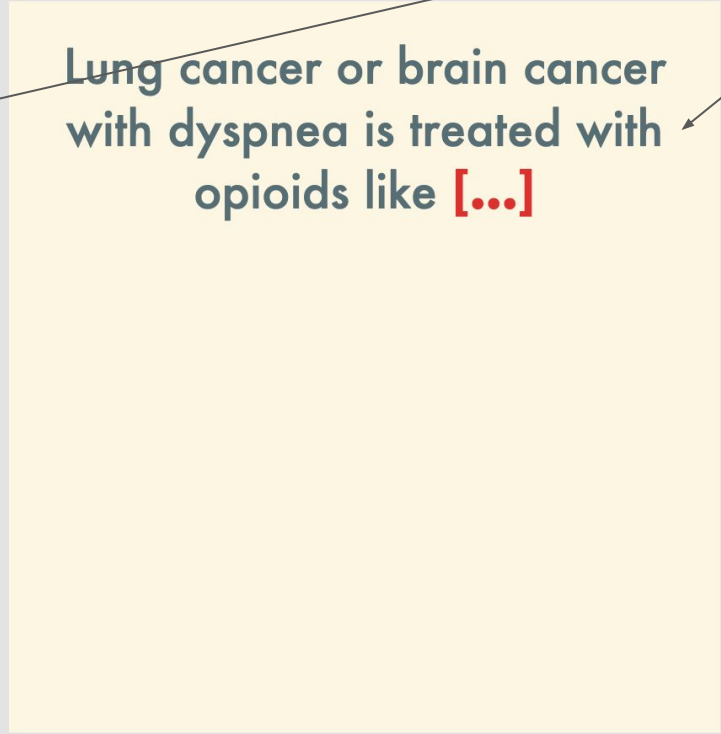 Lung cancer or brain cancer
with dyspnea is treated with
opioids like [...]